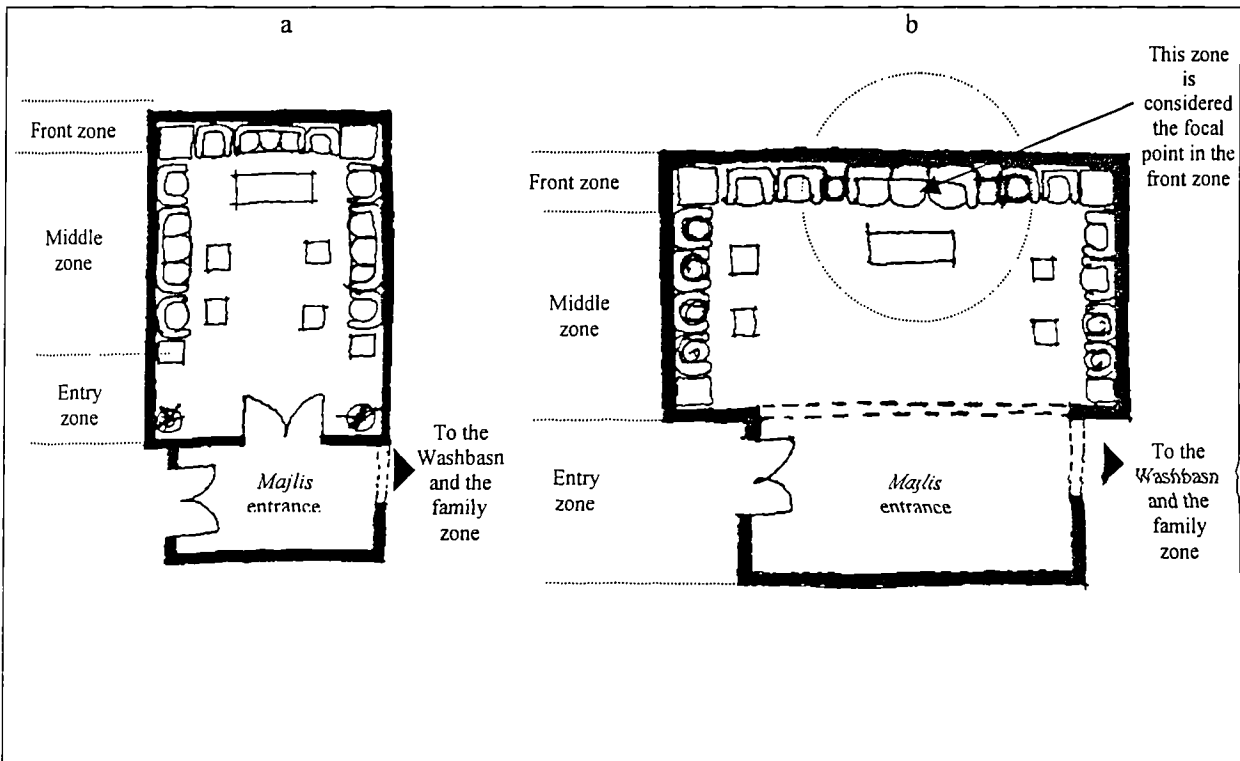 a
Front zone
Middle
zone
Entry
zone
Majlis
entrance
To the
Washbasn
and the
family
zone
b
This zone
is
considered
the focal
point in the
front zone
Front zone
Middle
zone
Entry
zone
Majlis
entrance
To the
Washbasn
and the
family
zone